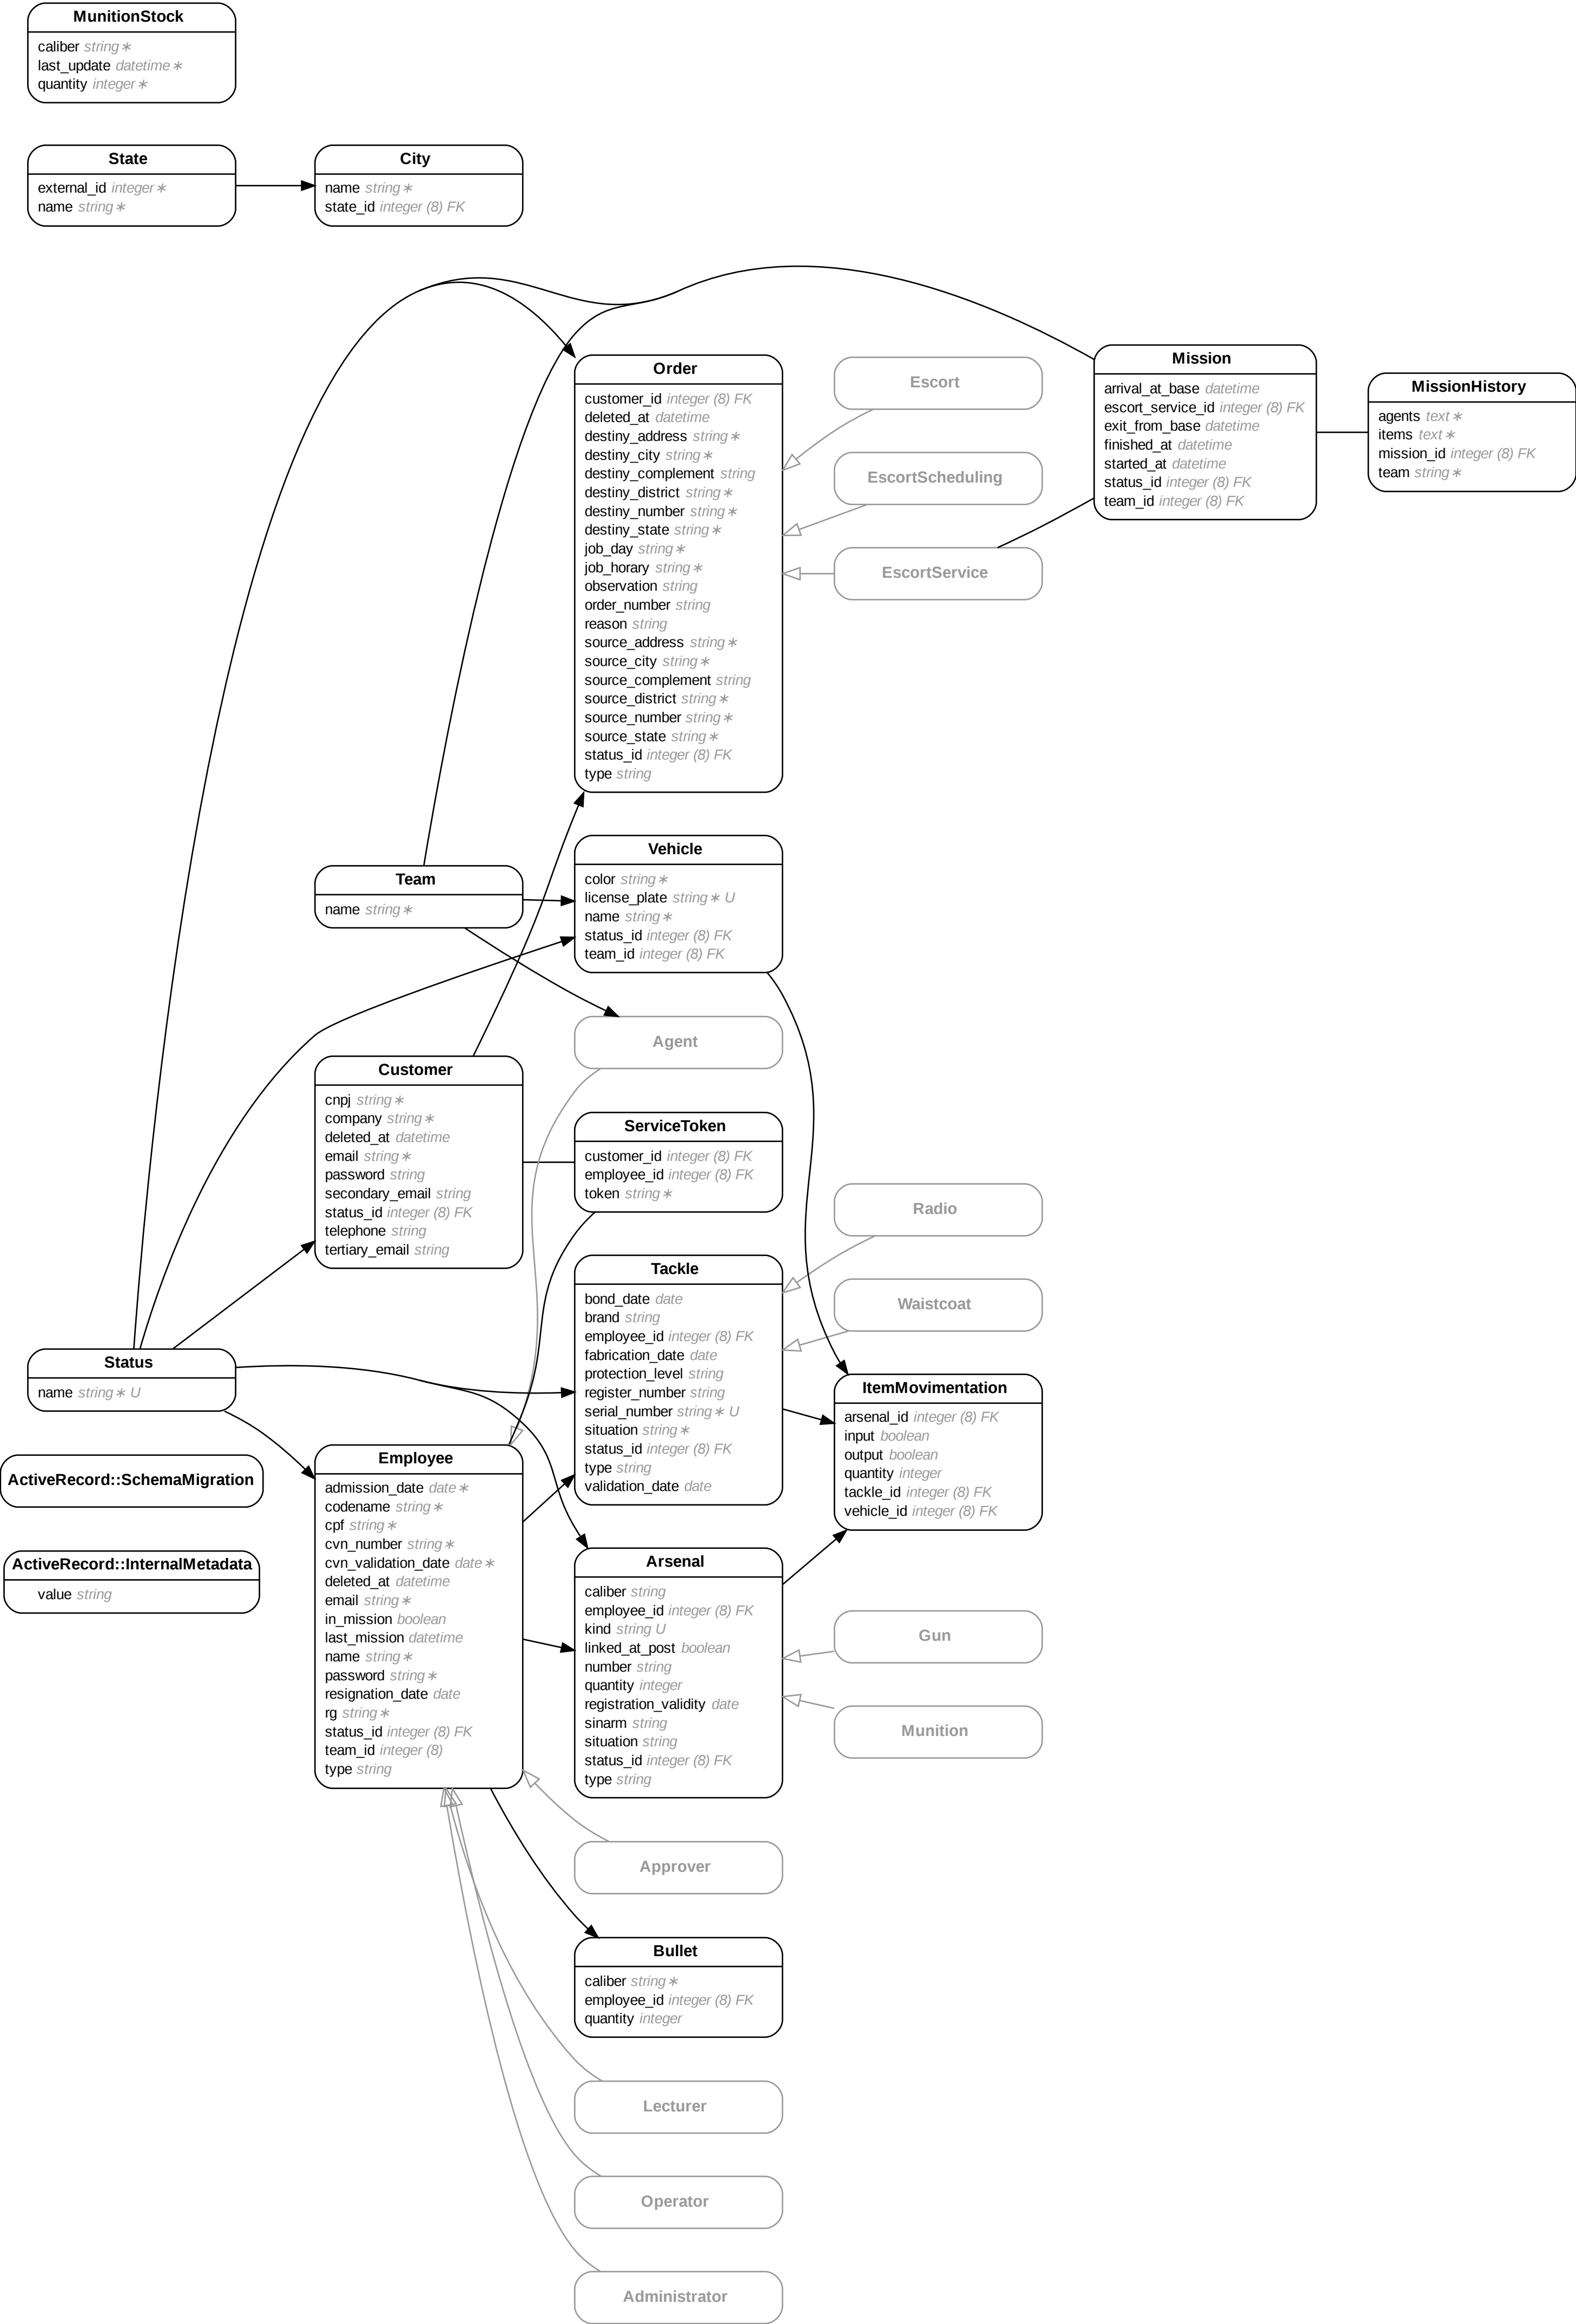 MunitionStock
caliber string∗
last_update datetime∗
quantity integer∗
State
external_id integer∗
name string∗
City
name string∗
state_id integer (8) FK
Order
customer_id integer (8) FK
deleted_at datetime
destiny_address string∗
destiny_city string∗
destiny_complement string
destiny_district string∗
destiny_number string∗
destiny_state string∗
job_day string∗
job_horary string∗
observation string
order_number string
reason string
source_address string∗
source_city string∗
source_complement string
source_district string∗
source_number string∗
source_state string∗
status_id integer (8) FK
type string
Escort
EscortScheduling
EscortService
Mission
arrival_at_base datetime
escort_service_id integer (8) FK
exit_from_base datetime
finished_at datetime
started_at datetime
status_id integer (8) FK
team_id integer (8) FK
MissionHistory
agents text∗
items text∗
mission_id integer (8) FK
team string∗
Team
name string∗
Vehicle
color string∗
license_plate string∗ U
name string∗
status_id integer (8) FK
team_id integer (8) FK
Agent
Customer
cnpj string∗
company string∗
deleted_at datetime
email string∗
password string
secondary_email string
status_id integer (8) FK
telephone string
tertiary_email string
ServiceToken
customer_id integer (8) FK
employee_id integer (8) FK
token string∗
Radio
Waistcoat
Tackle
bond_date date
brand string
employee_id integer (8) FK
fabrication_date date
protection_level string
register_number string
serial_number string∗ U
situation string∗
status_id integer (8) FK
type string
validation_date date
Status
name string∗ U
ItemMovimentation
arsenal_id integer (8) FK
input boolean
output boolean
quantity integer
tackle_id integer (8) FK
vehicle_id integer (8) FK
ActiveRecord::SchemaMigration
ActiveRecord::InternalMetadata
value string
Employee
admission_date date∗
codename string∗
cpf string∗
cvn_number string∗
cvn_validation_date date∗
deleted_at datetime
email string∗
in_mission boolean
last_mission datetime
name string∗
password string∗
resignation_date date
rg string∗
status_id integer (8) FK
team_id integer (8)
type string
Arsenal
caliber string
employee_id integer (8) FK
kind string U
linked_at_post boolean
number string
quantity integer
registration_validity date
sinarm string
situation string
status_id integer (8) FK
type string
Gun
Munition
Approver
Bullet
caliber string∗
employee_id integer (8) FK
quantity integer
Lecturer
Operator
Administrator